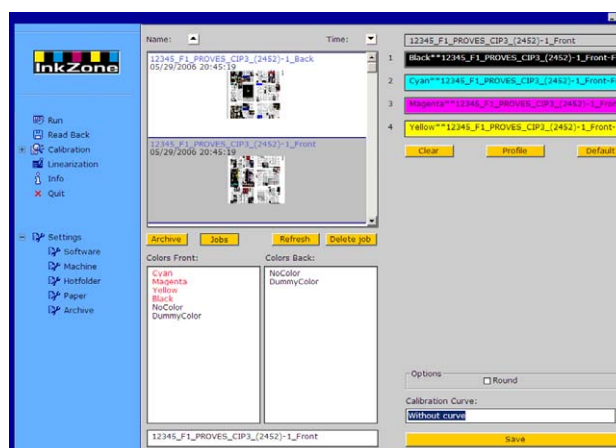 InkZone
Run
Read Back
Calibration
Linearization
Info
Quit
Settings
Software
Machine
Hotfolder
Paper
Archive
Name:
Time:
12345_F1_PROVES_CIP3_(2452)-1_Back
05/29/2006 20:45:19
12345_F1_PROVES_CIP3_(2452)-1_Front
05/29/2006 20:45:19
Archive
Jobs
Refresh
Delete job
Colors Front:
Colors Back:
Cyan
Magenta
Yellow
Black
NoColor
DummyColor
NoColor
DummyColor
12345_F1_PROVES_CIP3_(2452)-1_Front
12345_F1_PROVES_CIP3_(2452)-1_Front
1 Black**12345_F1_PROVES_CIP3_(2452)-1_Front-F
2 Cyan**12345_F1_PROVES_CIP3_(2452)-1_Front-F
3 Magenta**12345_F1_PROVES_CIP3_(2452)-1_Fron
4 Yellow**12345_F1_PROVES_CIP3_(2452)-1_Front-
Clear
Profile
Default
Options
Round
Calibration Curve:
Without curve
Save